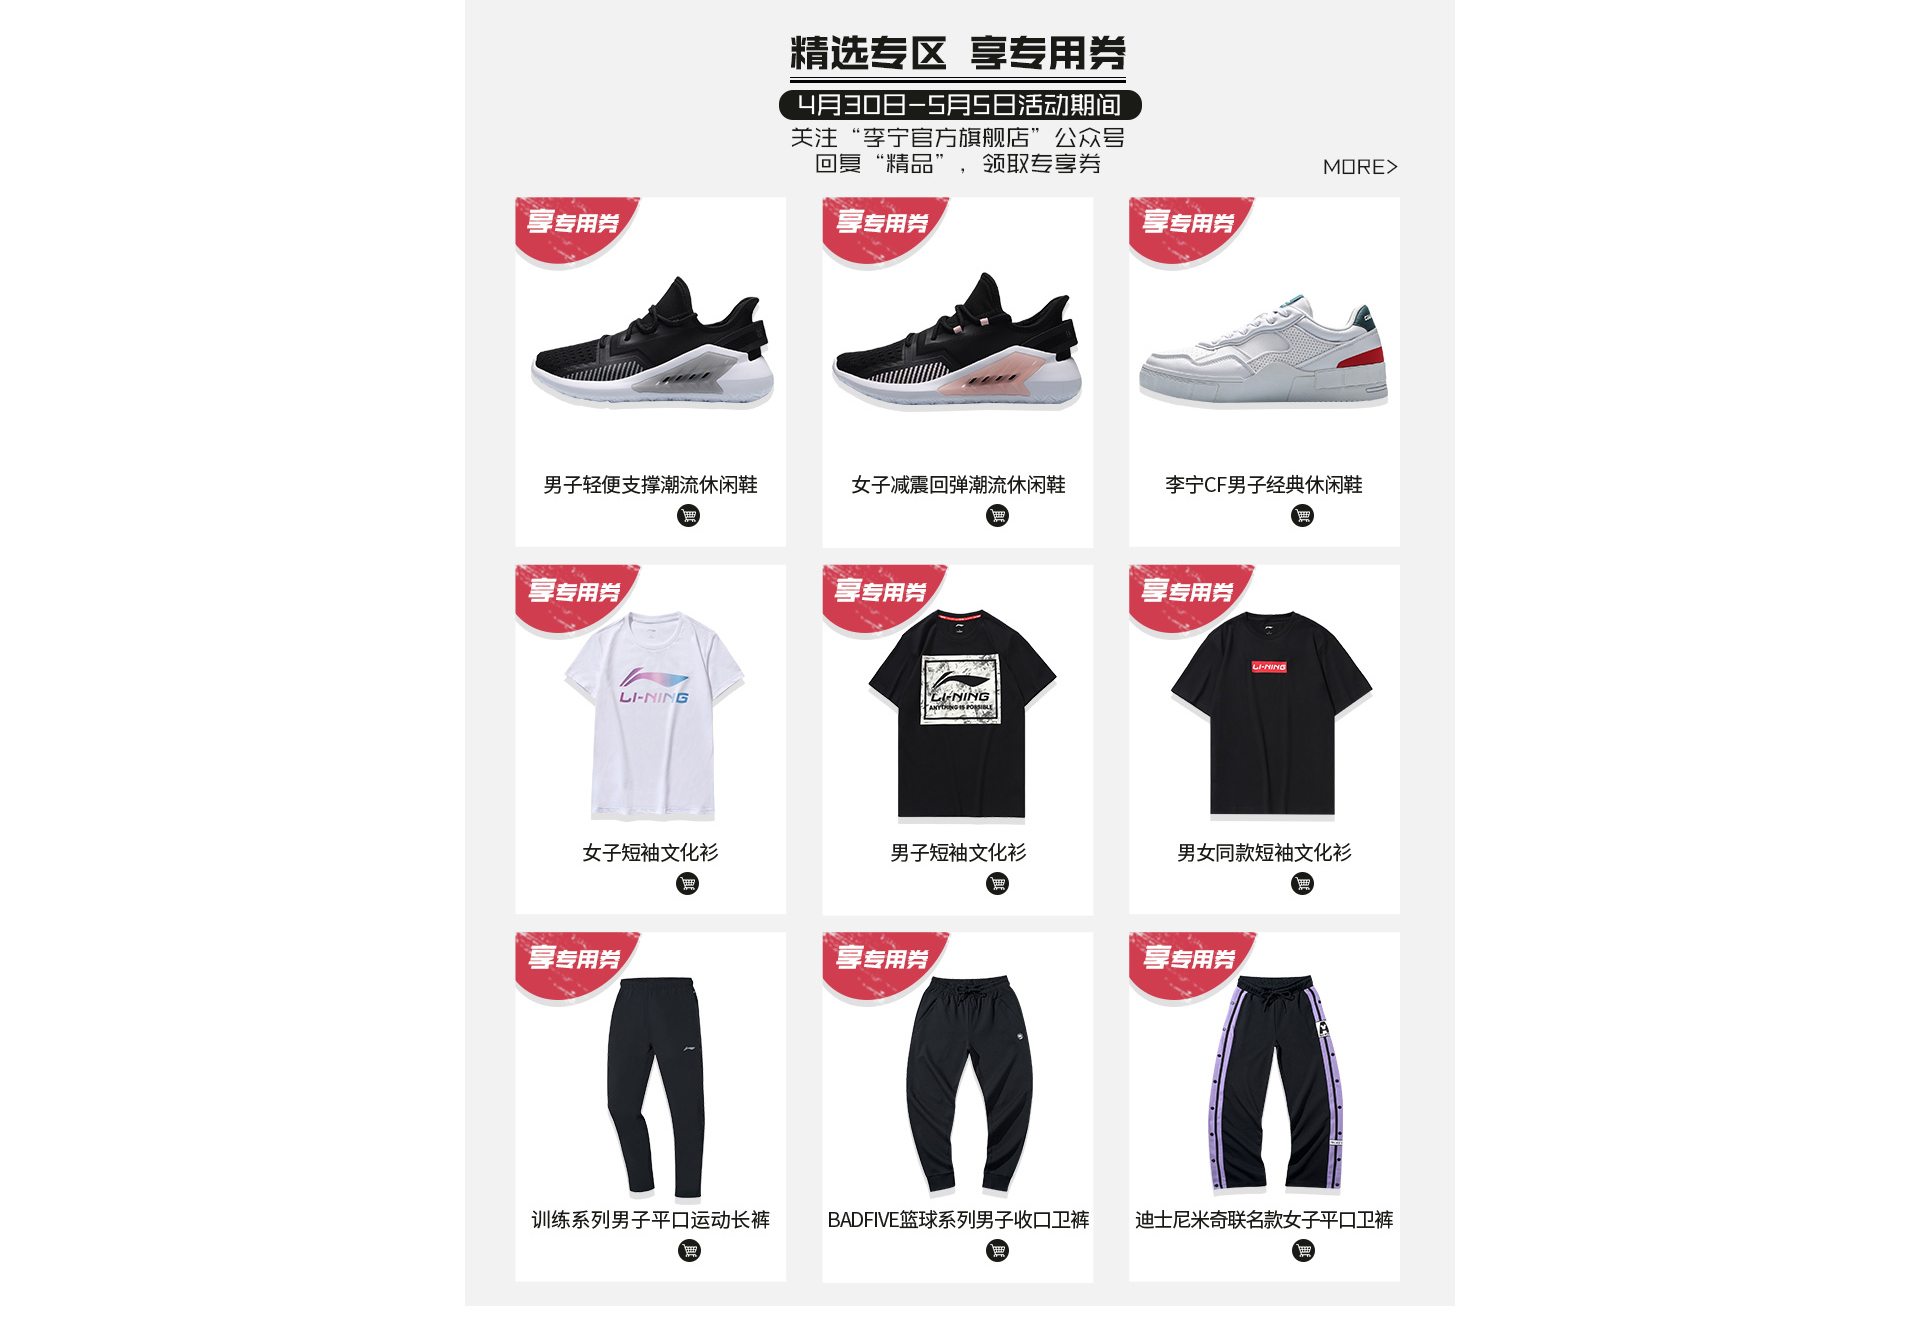 精选专区 享专用券
4月30日-5月5日活动期间
关注“李宁官方旗舰店”公众号
回复“精品”，领取专享券
MORE>
享专用券
享专用券
享专用券
男子轻便支撑潮流休闲鞋
女子减震回弹潮流休闲鞋
李宁CF男子经典休闲鞋
享专用券
享专用券
享专用券
LI-NING
LI-NING
ANYTHING IS POSSIBLE
LI-NING
女子短袖文化衫
男子短袖文化衫
男女同款短袖文化衫
享专用券
享专用券
享专用券
训练系列男子平口运动长裤
BADFIVE篮球系列男子收口卫裤
迪士尼米奇联名款女子平口卫裤